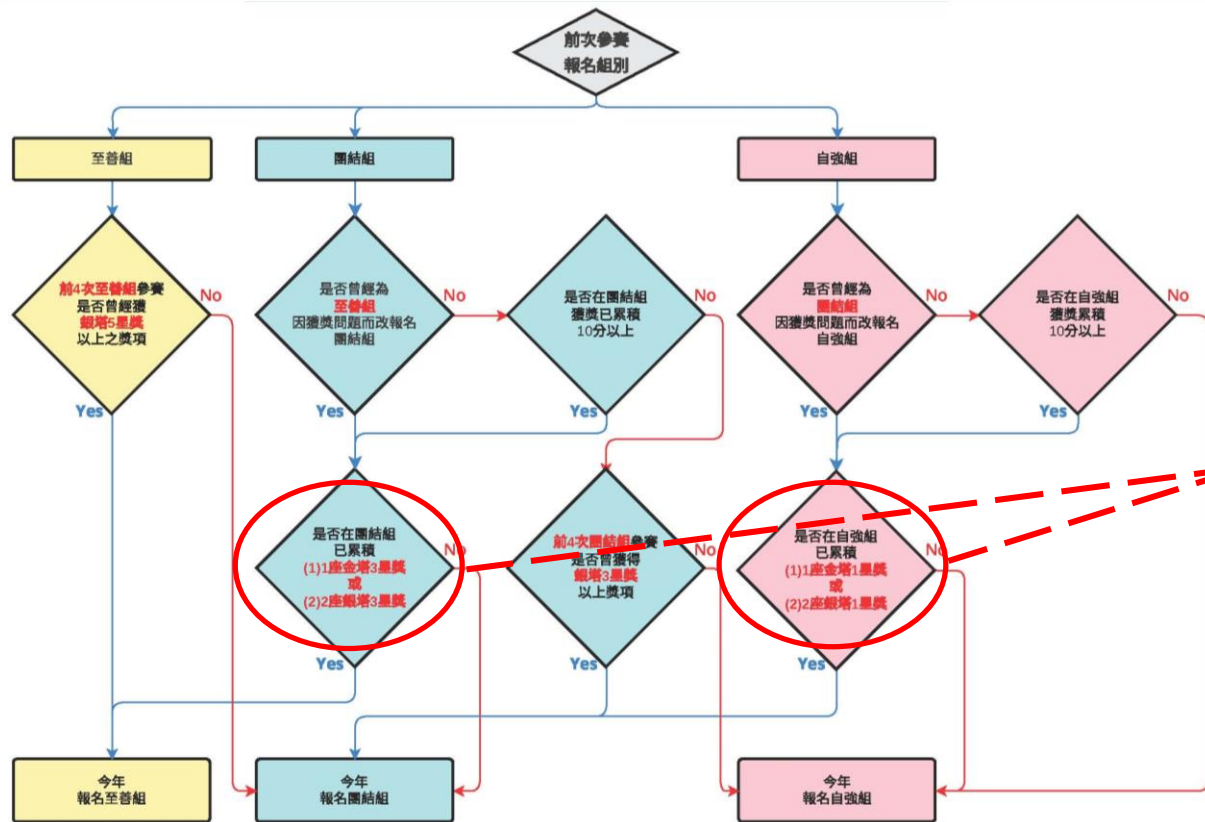 前次參賽
報名組別
至善組
團結組
自強組
前4次至善組參賽
是否曾經獲
銀塔5星獎
以上之獎項
No
Yes
是否曾經為
至善組
因獲獎問題而改報名
團結組
No
Yes
是否在團結組
獲獎已累積
10分以上
Yes
是否曾經為
團結組
因獲獎問題而改報名
自強組
No
Yes
是否在自強組
獲獎累積
10分以上
No
Yes
No
是否在團結組
已累積
(1)1座金塔3星獎
或
(2)2座銀塔3星獎
No
Yes
前4次團結組參賽
是否曾獲得
銀塔3星獎
以上獎項
No
Yes
是否在自強組
已累積
(1)1座金塔1星獎
或
(2)2座銀塔1星獎
No
Yes
今年
報名至善組
今年
報名團結組
今年
報名自強組